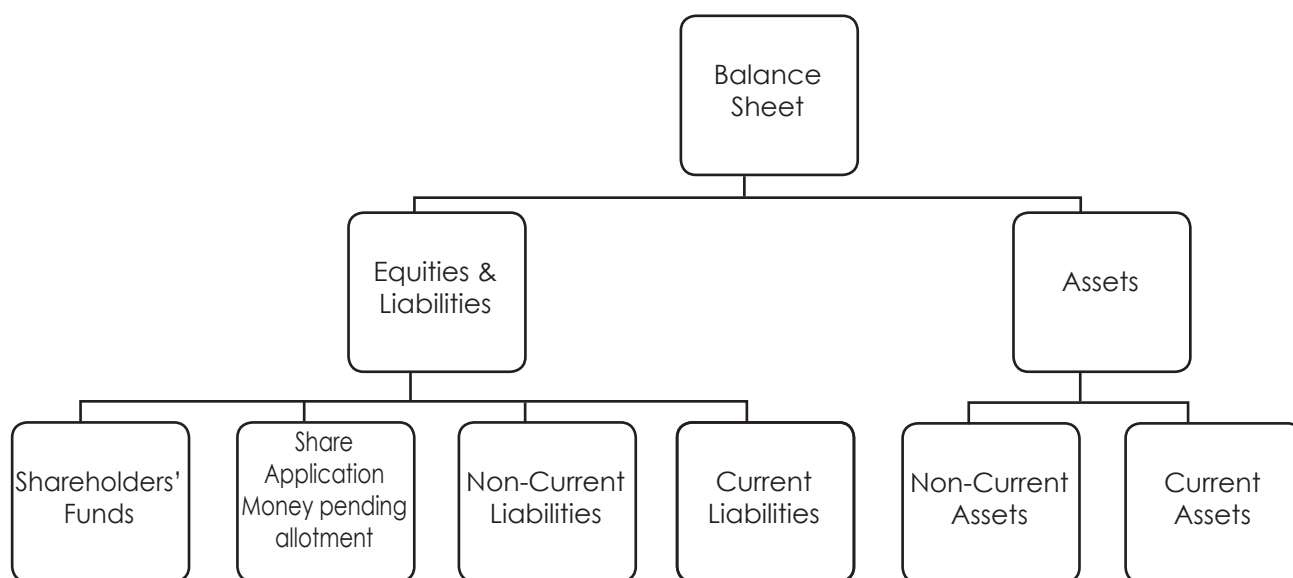 Balance
Sheet
Equities &
Liabilities
Assets
Shareholders’
Funds
Share
Application
Money pending
allotment
Non-Current
Liabilities
Current
Liabilities
Non-Current
Assets
Current
Assets